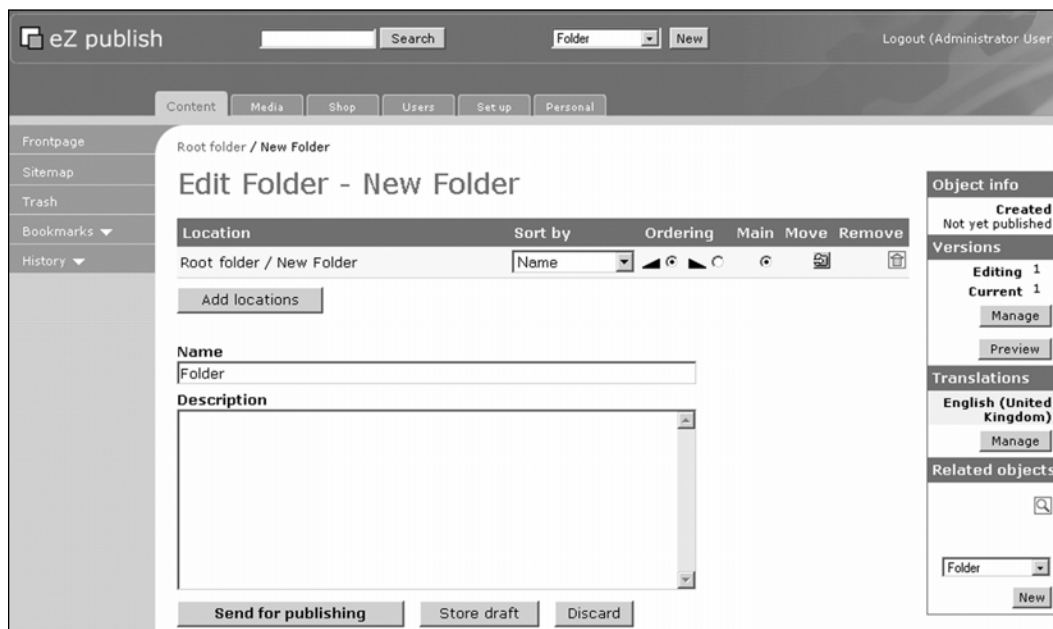 eZ publish
Search
Folder
New
Logout (Administrator User
Content Media Shop Users Set up Personal
Frontpage
Sitemap
Trash
Bookmarks
History
Root folder / New Folder
Edit Folder - New Folder
Location Sort by Ordering Main Move Remove
Root folder / New Folder Name
Add locations
Name
Folder
Description
Send for publishing Store draft Discard
Object info
Created
Not yet published
Versions
Editing 1
Current 1
Manage
Preview
Translations
English (United
Kingdom)
Manage
Related objects
Folder
New